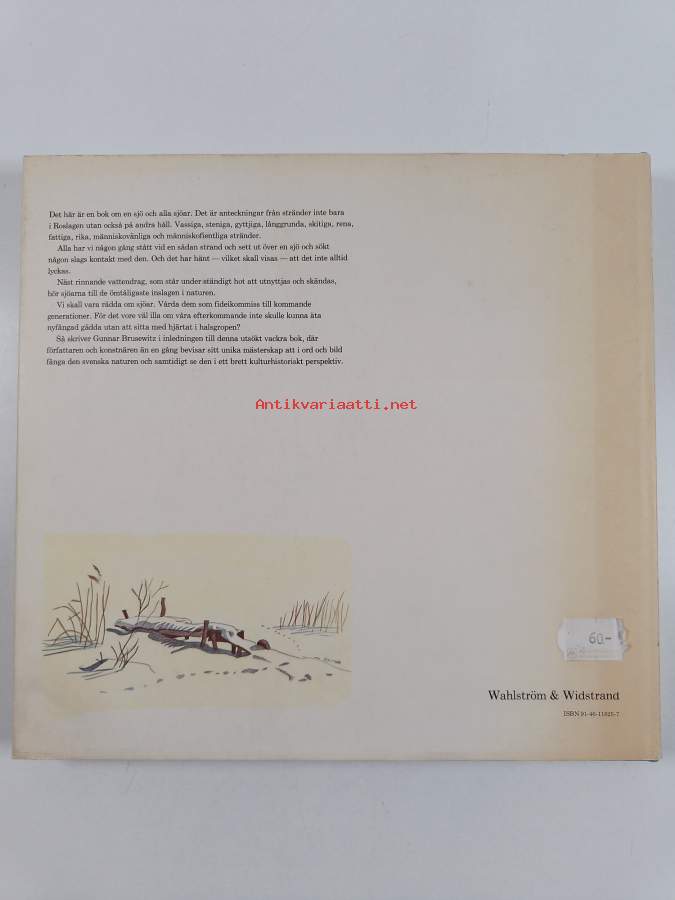 Det här är en bok om en sjö och alla sjöar. Det är anteckningar från stränder inte bara
i Roslagen utan också på andra håll. Vassiga, steniga, gyttjiga, långgrunda, skitiga, rena,
fattiga, rika, människovänliga och människofientliga stränder.
Alla har vi någon gång stått vid en sådan strand och sett ut över en sjö och sökt
någon slags kontakt med den. Och det har hänt — vilket skall visas — att det inte alltid
lyckas.
Näst rinnande vattendrag, som står under ständigt hot att utnyttjas och skändas,
hör sjöarna till de ömtåligaste inslagen i naturen.
Vi skall vara rädda om sjöar. Vårda dem som fideikommiss till kommande
generationer. För det vore väl illa om våra efterkommande inte skulle kunna äta
nyfångad gädda utan att sitta med hjärtat i halsgropen?
Så skriver Gunnar Brusewitz i inledningen till denna utsökt vackra bok, där
författaren och konstnären än en gång bevisar sitt unika mästerskap att i ord och bild
fånga den svenska naturen och samtidigt se den i ett brett kulturhistoriskt perspektiv.
Antikvariaatti.net
60-
Wahlström & Widstrand
ISBN 91-46-11825-7